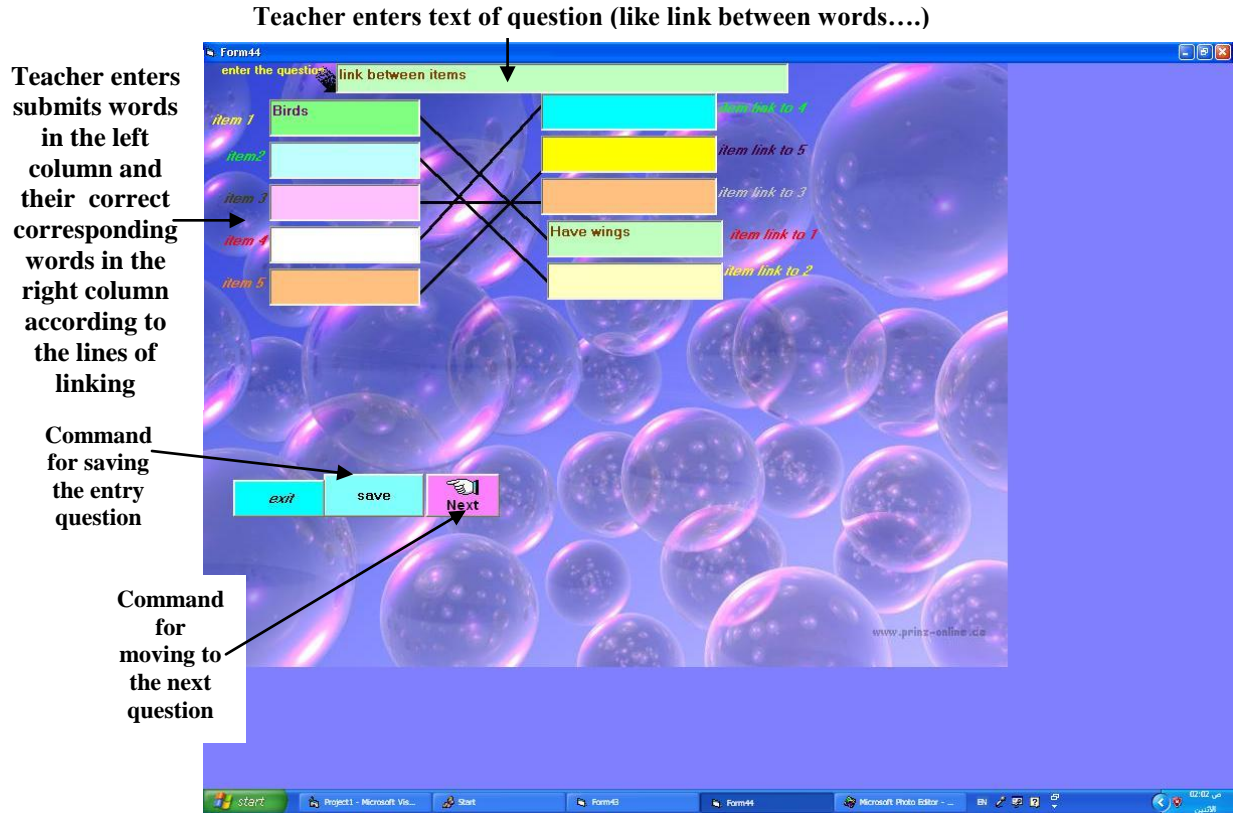 Teacher enters text of question (like link between words….)
Form44
enter the question
link between items
Teacher enters
submits words
in the left
column and
their correct
corresponding
words in the
right column
according to
the lines of
linking
item 1
Birds
item link to 4
item2
item link to 5
item 3
item link to 3
item 4
Have wings
item link to 1
item 5
item link to 2
Command
for saving
the entry
question
exit
save
Next
Command
for
moving to
the next
question
www.prinz-online.de
start
Project1 - Microsoft Vis...
Start
Form43
Form44
Microsoft Photo Editor - ...
EN
02:02 ص
الاثنين